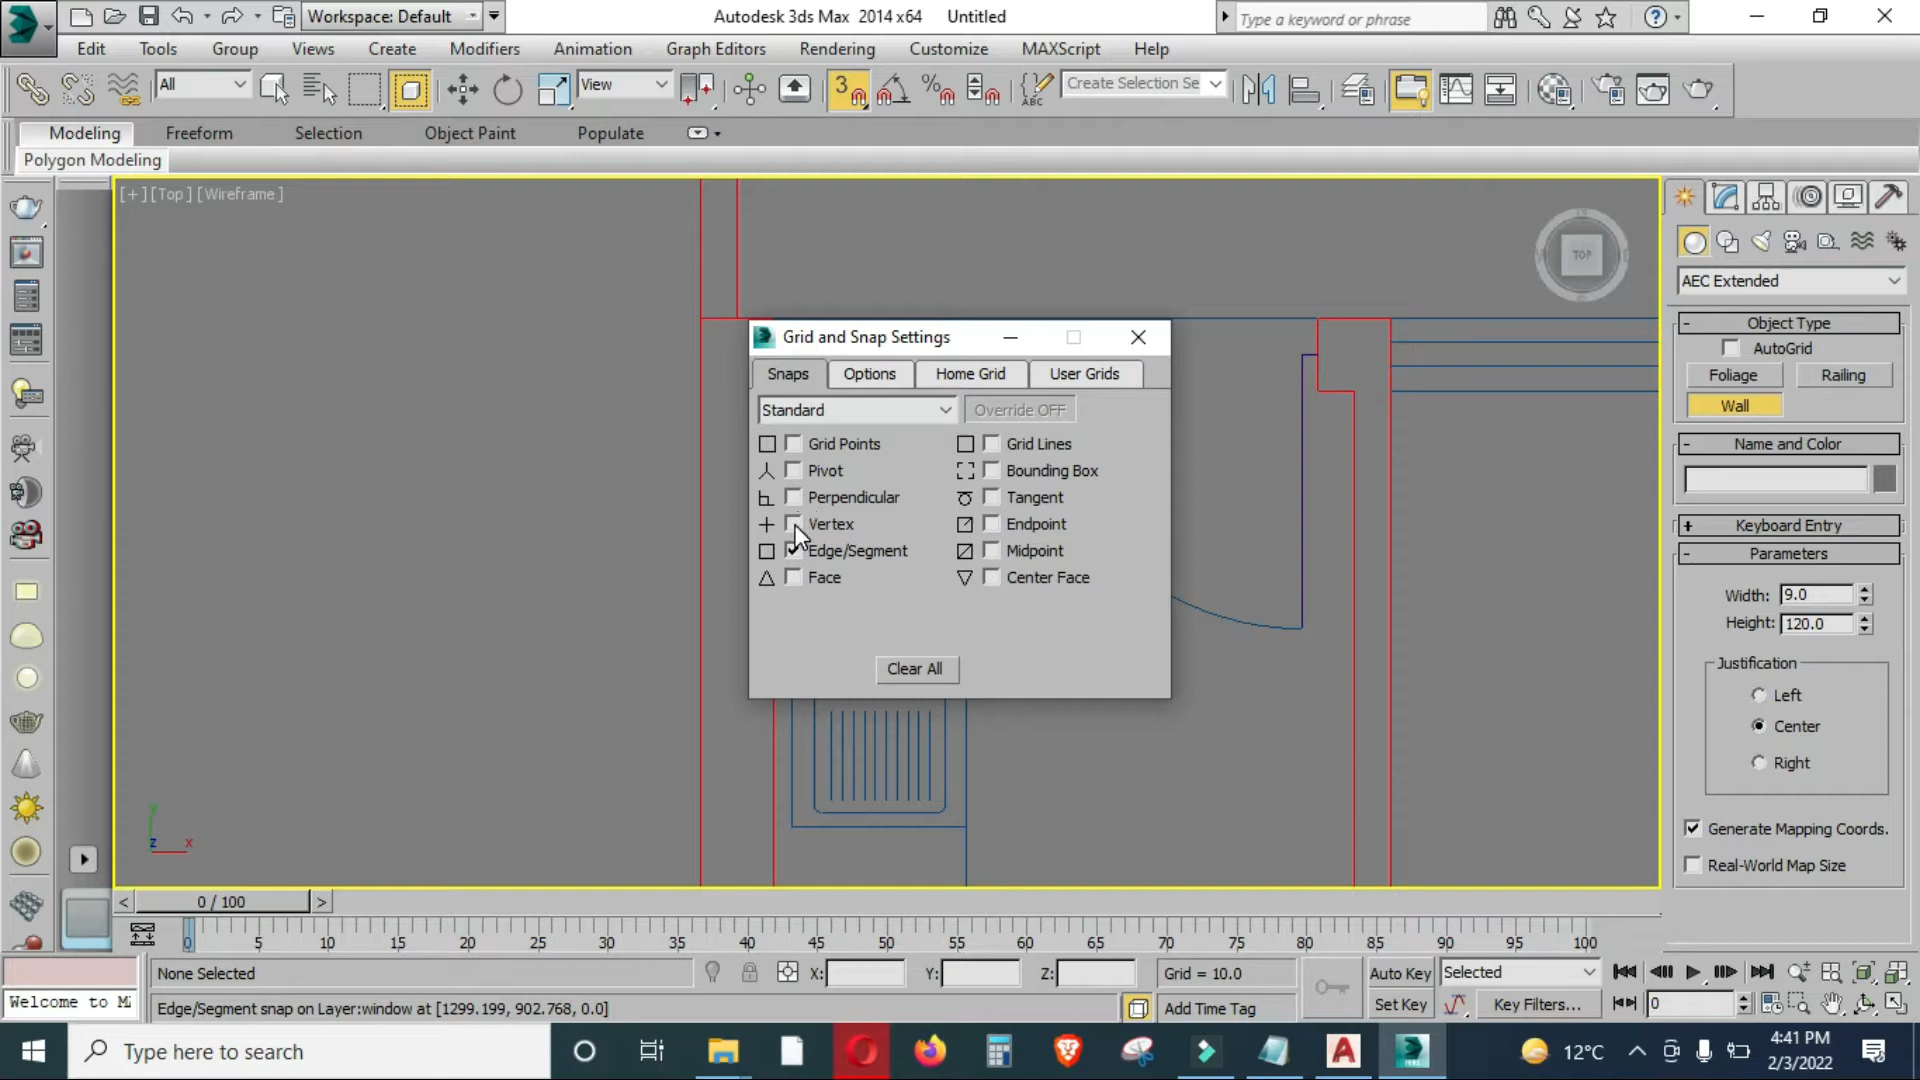 Workspace: Default
Autodesk 3ds Max 2014 x64 Untitled
Type a keyword or phrase
Edit Tools Group Views Create Modifiers Animation Graph Editors Rendering Customize MAXScript Help
All
View
3
%
ABC
Create Selection Se
Modeling Freeform Selection Object Paint Populate
Polygon Modeling
[+][Top][Wireframe]
TOP
AEC Extended
Object Type
AutoGrid
Foliage Railing
Wall
Name and Color
Keyboard Entry
Parameters
Width: 9.0
Height: 120.0
Justification
Left
Center
Right
Generate Mapping Coords.
Real-World Map Size
Grid and Snap Settings
Snaps Options Home Grid User Grids
Standard Override OFF
Grid Points Grid Lines
Pivot Bounding Box
Perpendicular Tangent
Vertex Endpoint
Edge/Segment Midpoint
Face Center Face
Clear All
y
z x
< 0 / 100 >
0 5 10 15 20 25 30 35 40 45 50 55 60 65 70 75 80 85 90 95 100
None Selected X: Y: Z: Grid = 10.0 Auto Key Selected
Welcome to M
Edge/Segment snap on Layer:window at [1299.199, 902.768, 0.0] Add Time Tag Set Key Key Filters... 0
Type here to search
12°C
4:41 PM
2/3/2022